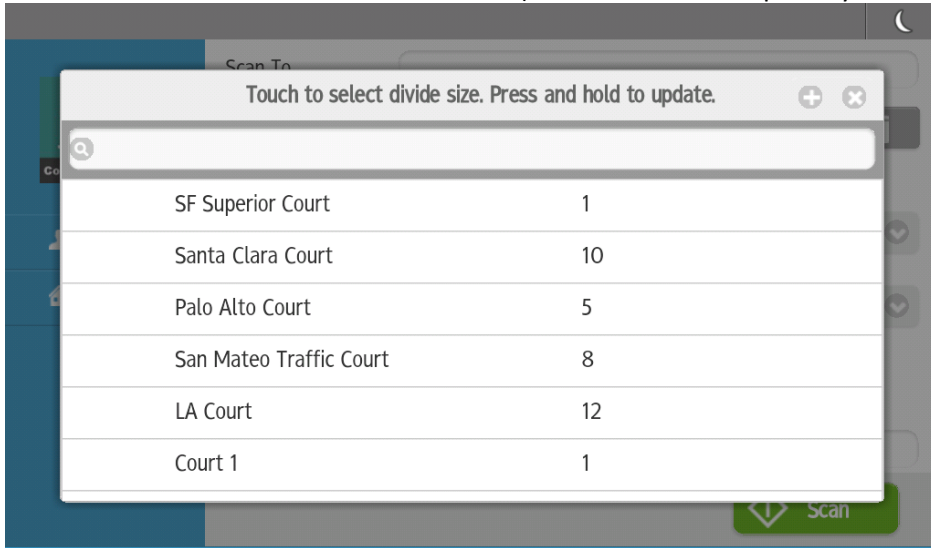 Scan To
Touch to select divide size. Press and hold to update.
Co
SF Superior Court 1
Santa Clara Court 10
Palo Alto Court 5
San Mateo Traffic Court 8
LA Court 12
Court 1 1
Scan